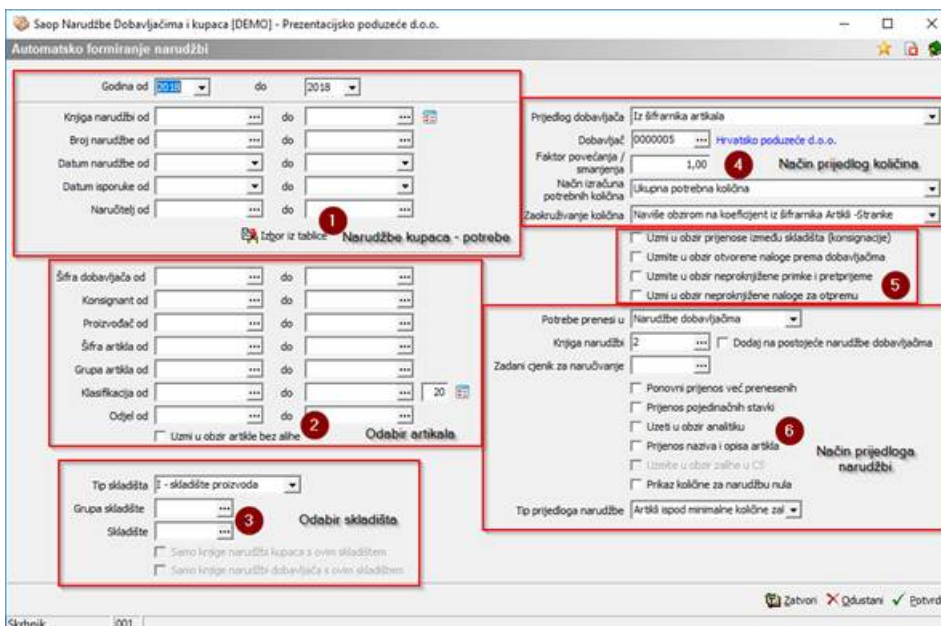 Saop Narudžbe Dobavljačima i kupaca [DEMO] - Prezentacijsko poduzeće d.o.o.
Automatsko formiranje narudžbi
Godina od 2018 do 2018
Knjiga narudžbi od ... do ...
Broj narudžbe od ... do ...
Datum narudžbe od do
Datum isporuke od do
Naručitelj od ... do ...
1
Izbor iz tablice Narudžbe kupaca - potrebe
Šifra dobavljača od ... do ...
Konsignant od ... do ...
Proizvođač od ... do ...
Šifra artikla od ... do ...
Grupa artikla od ... do ...
Klasifikacija od ... do ... 20
Odjel od ... do ...
Uzmi u obzir artikle bez zalihe 2 Odabir artikala
Tip skladišta I - skladište proizvoda
Grupa skladište ...
3 Odabir skladišta
Skladište ...
Samo knjige narudžbi kupaca s ovim skladištem
Samo knjige narudžbi dobavljača s ovim skladištem
Prijedlog dobavljača Iz šifrarnika artikala
Dobavljač 0000005 ... Hrvatsko poduzeće d.o.o.
Faktor povećanja / smanjenja 1,00 4 Način prijedlog količina
Način izračuna potrebnih količina Ukupna potrebna količina
Zaokruživanje količina Naviše obzirom na koeficijent iz šifrarnika Artikli -Stranke
Uzmi u obzir prijenose između skladišta (konsignacije)
Uzmite u obzir otvorene naloge prema dobavljačima
Uzmite u obzir neproknjižene primke i pretprijeme
5
Uzmi u obzir neproknjižene naloge za otpremu
Potrebe prenesi u Narudžbe dobavljačima
Knjiga narudžbi 2 ... Dodaj na postojeće narudžbe dobavljačima
Zadani cjenik za naručivanje ...
Ponovni prijenos već prenesenih
Prijenos pojedinačnih stavki
Uzeti u obzir analitiku 6
Prijenos naziva i opisa artikla Način prijedloga narudžbi
Uzmite u obzir zalihe u CS
Prikaz količine za narudžbu nula
Tip prijedloga narudžbe Artikli ispod minimalne količine zal
Zatvori Odustani Potvrd
Skrbnik 001